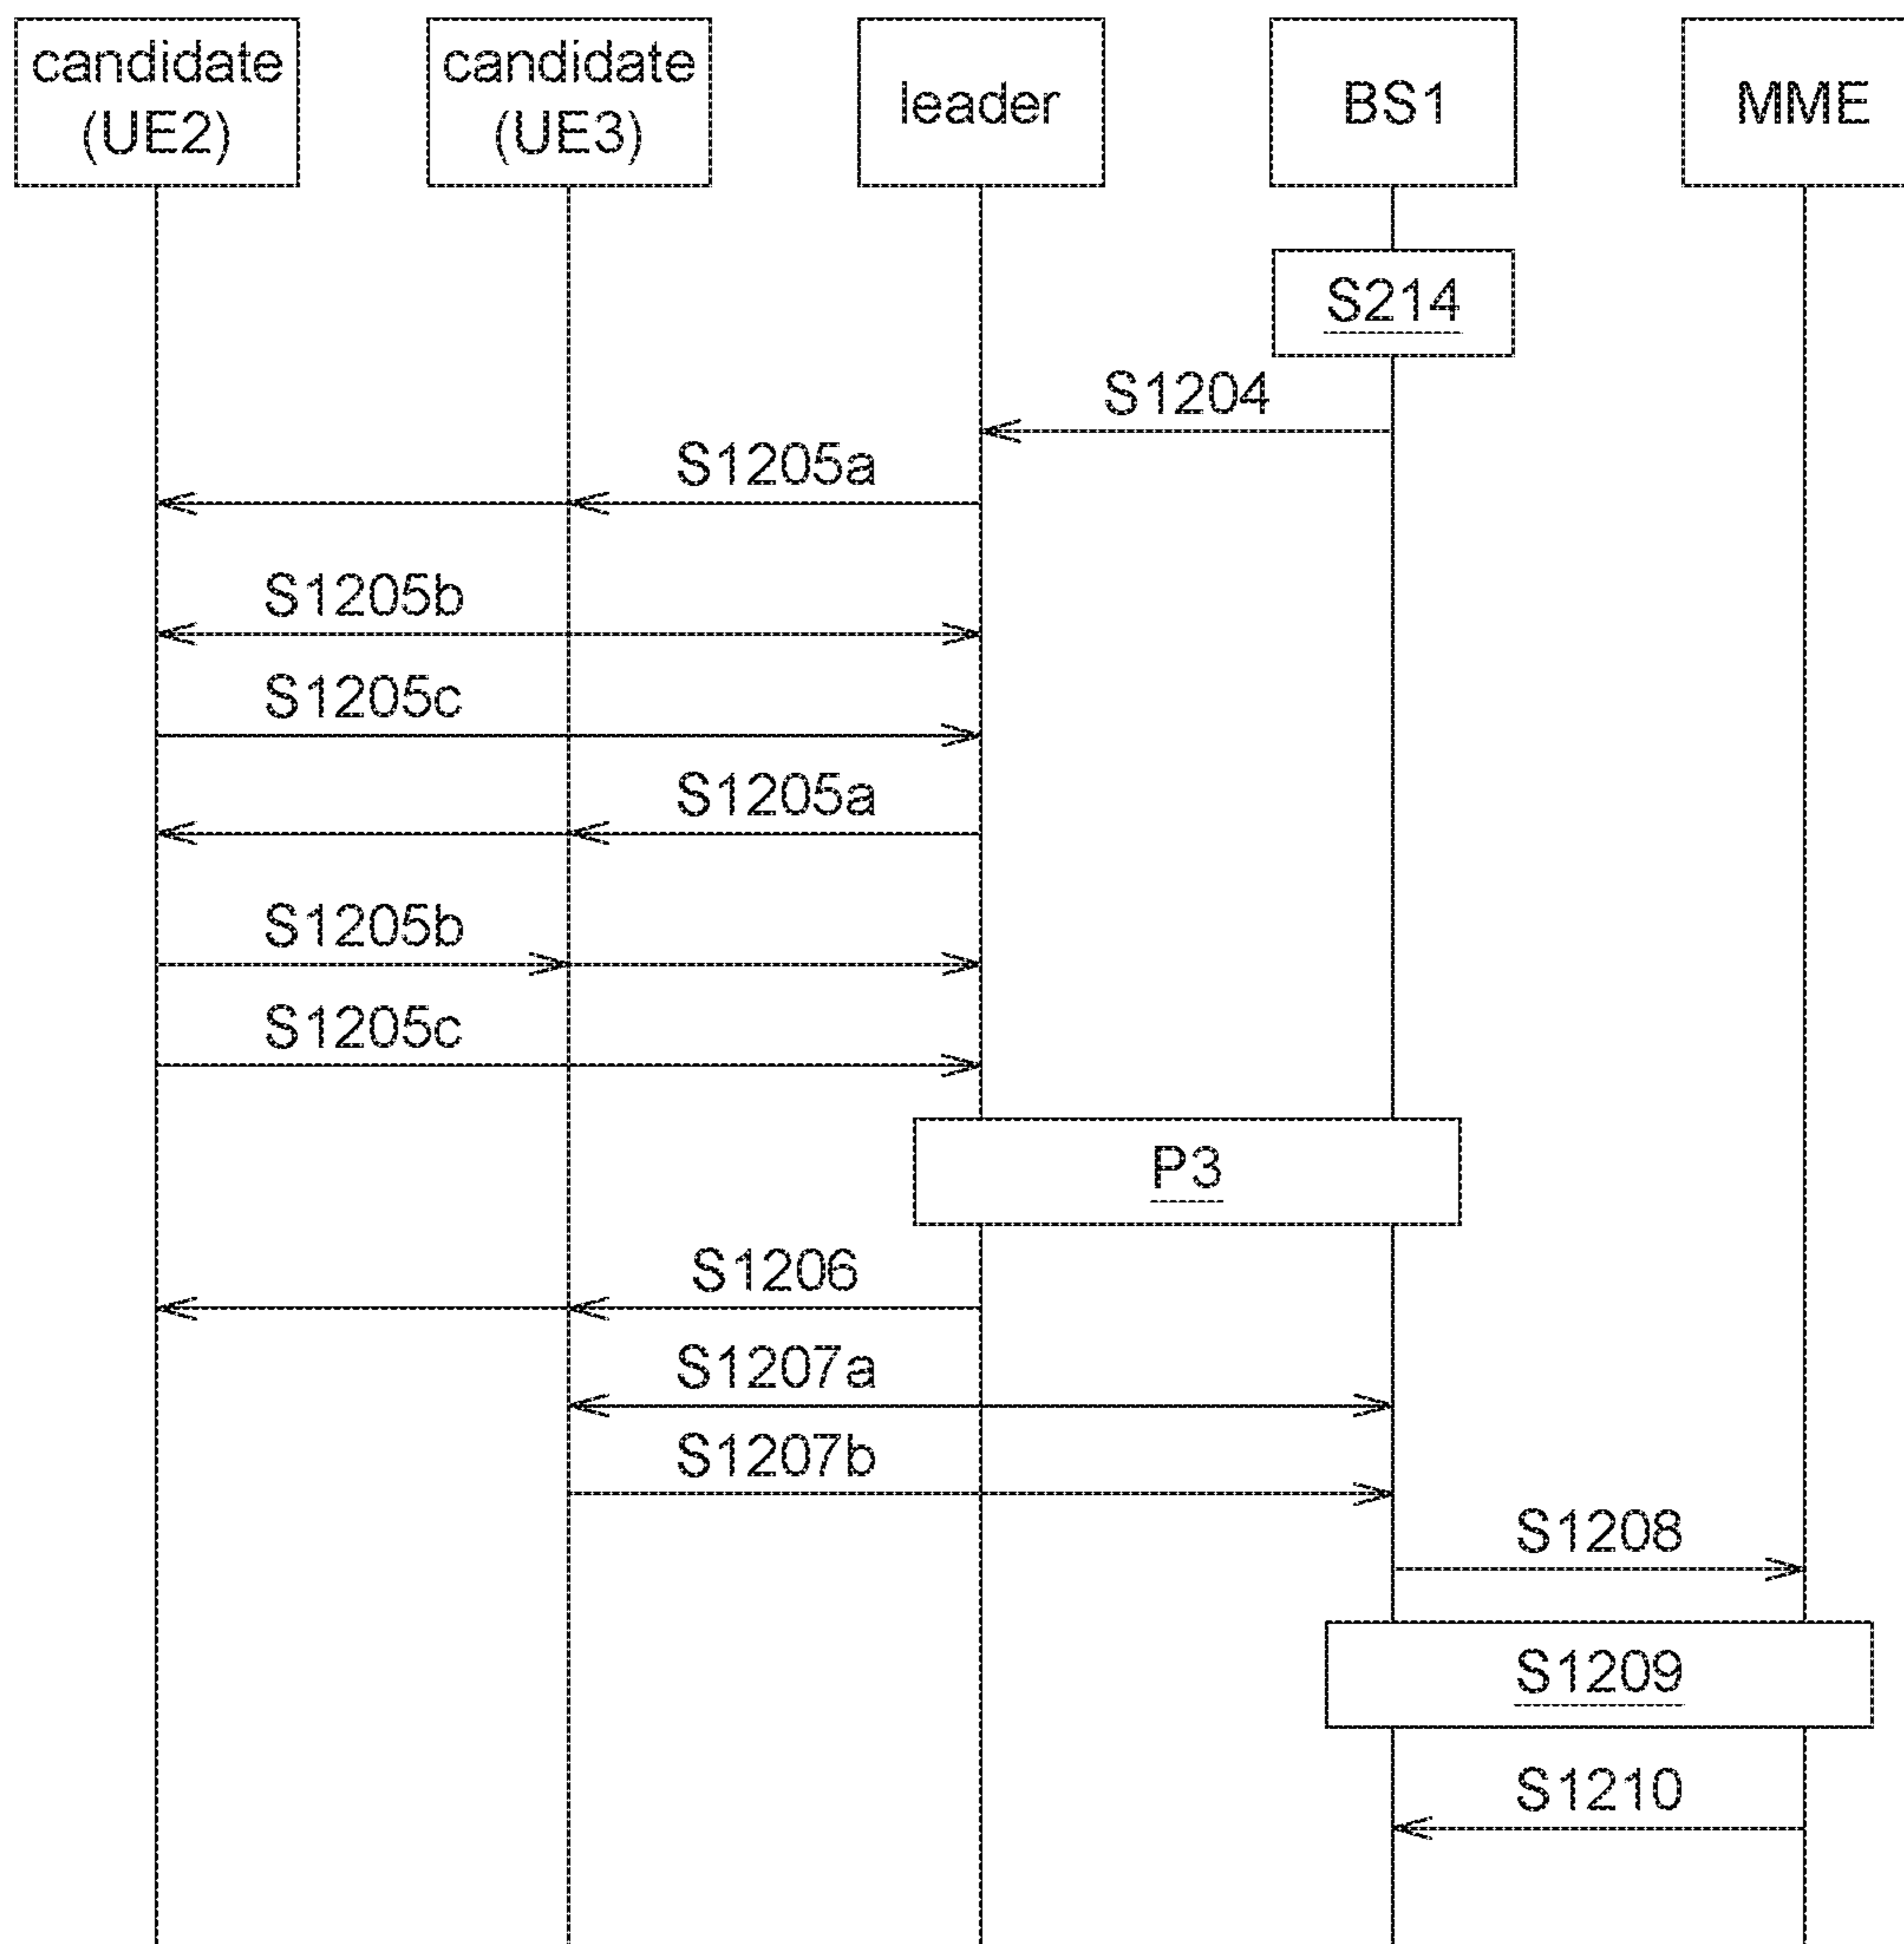 candidate
(UE2)
candidate
(UE3)
leader
BS1
MME
S214
S1204
S1205a
S1205b
S1205c
S1205a
S1205b
S1205c
P3
S1206
S1207a
S1207b
S1208
S1209
S1210